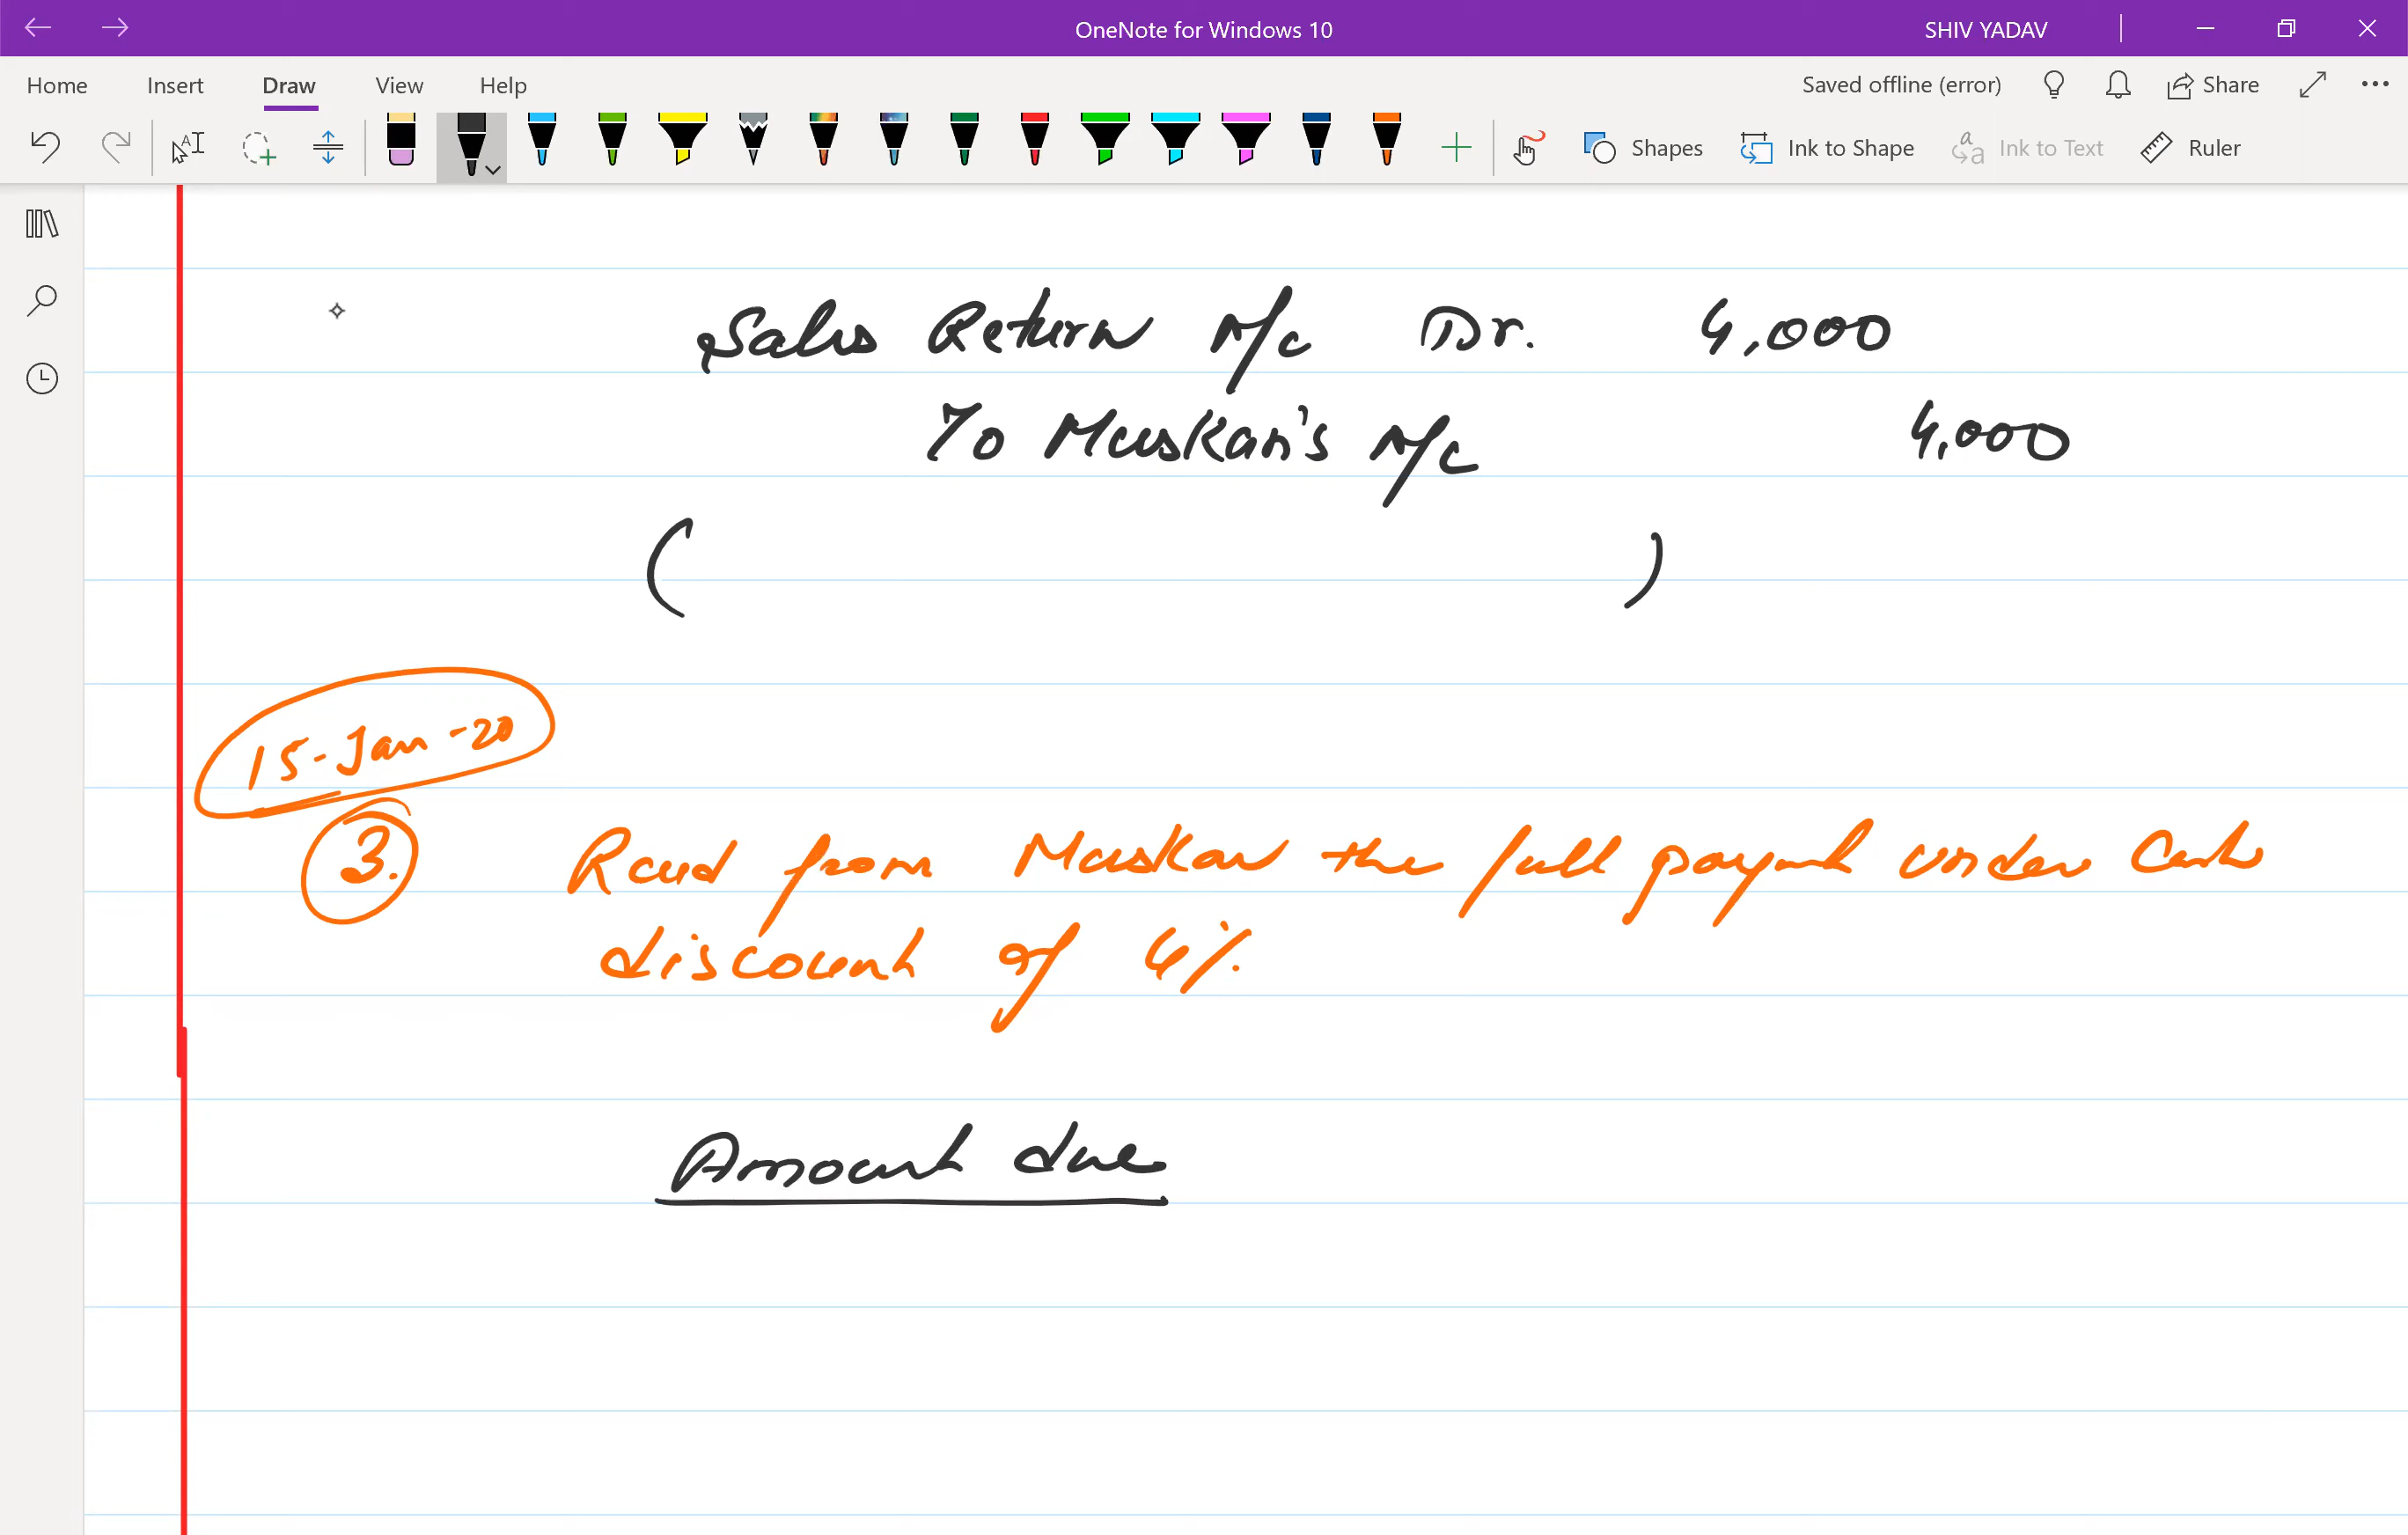 OneNote for Windows 10 SHIV YADAV
Home Insert Draw View Help Saved offline (error) Share
Shapes Ink to Shape Ink to Text Ruler
Sales Return A/c Dr. 4,000
To Muskan's A/c 4,000
( )
15-Jan-20
3. Recd from Muskan the full payment under Cash
discount of 4%.
Amount due